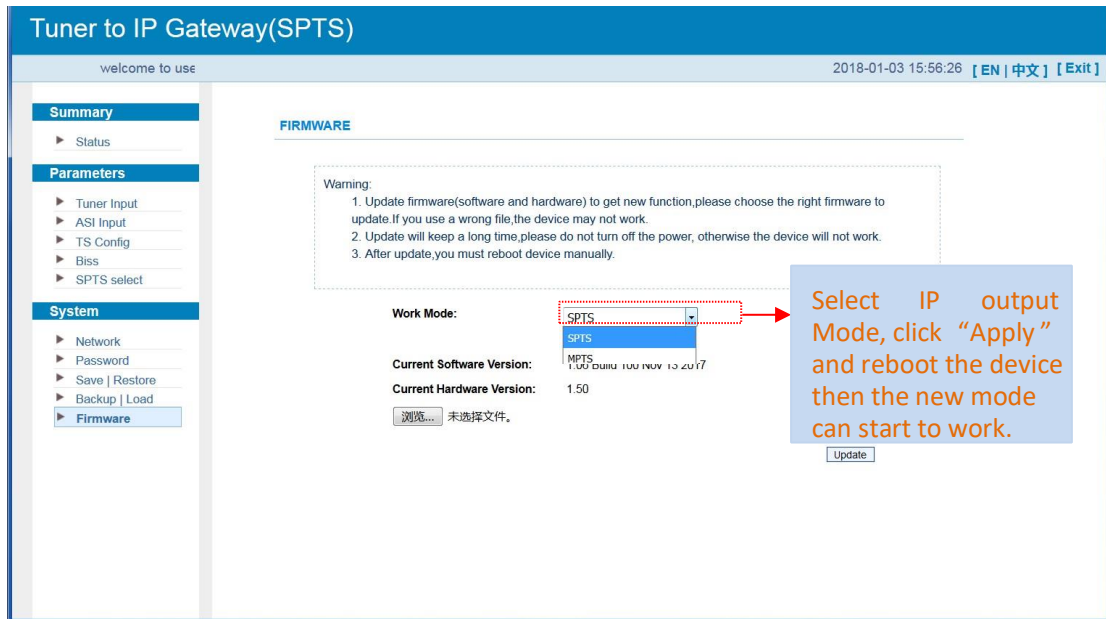 Tuner to IP Gateway(SPTS)
welcome to use
2018-01-03 15:56:26 [ EN | 中文 ] [ Exit ]
Summary
Status
Parameters
Tuner Input
ASI Input
TS Config
Biss
SPTS select
System
Network
Password
Save | Restore
Backup | Load
Firmware
FIRMWARE
Warning:
1. Update firmware(software and hardware) to get new function,please choose the right firmware to
update.If you use a wrong file,the device may not work.
2. Update will keep a long time,please do not turn off the power, otherwise the device will not work.
3. After update,you must reboot device manually.
Work Mode:
SPTS
SPTS
MPTS
Current Software Version: 1.06 Build 100 Nov 13 2017
Current Hardware Version: 1.50
浏览... 未选择文件。
Update
Select IP output
Mode, click “Apply”
and reboot the device
then the new mode
can start to work.